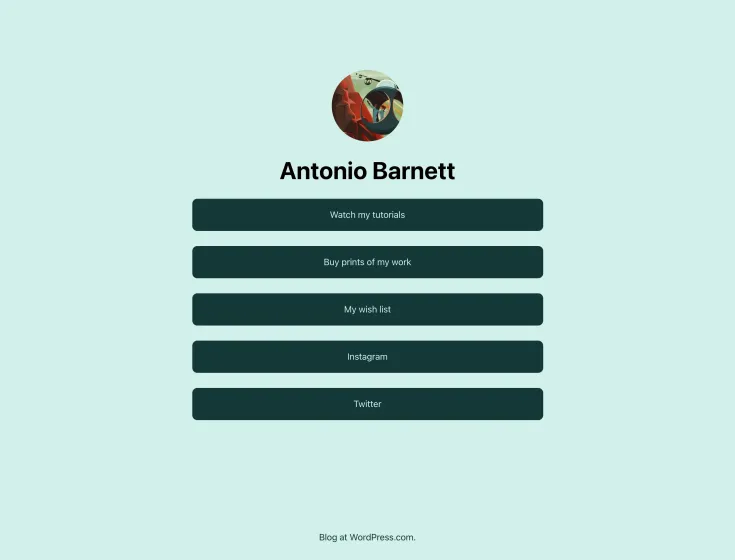 Antonio Barnett
Watch my tutorials
Buy prints of my work
My wish list
Instagram
Twitter
Blog at WordPress.com.